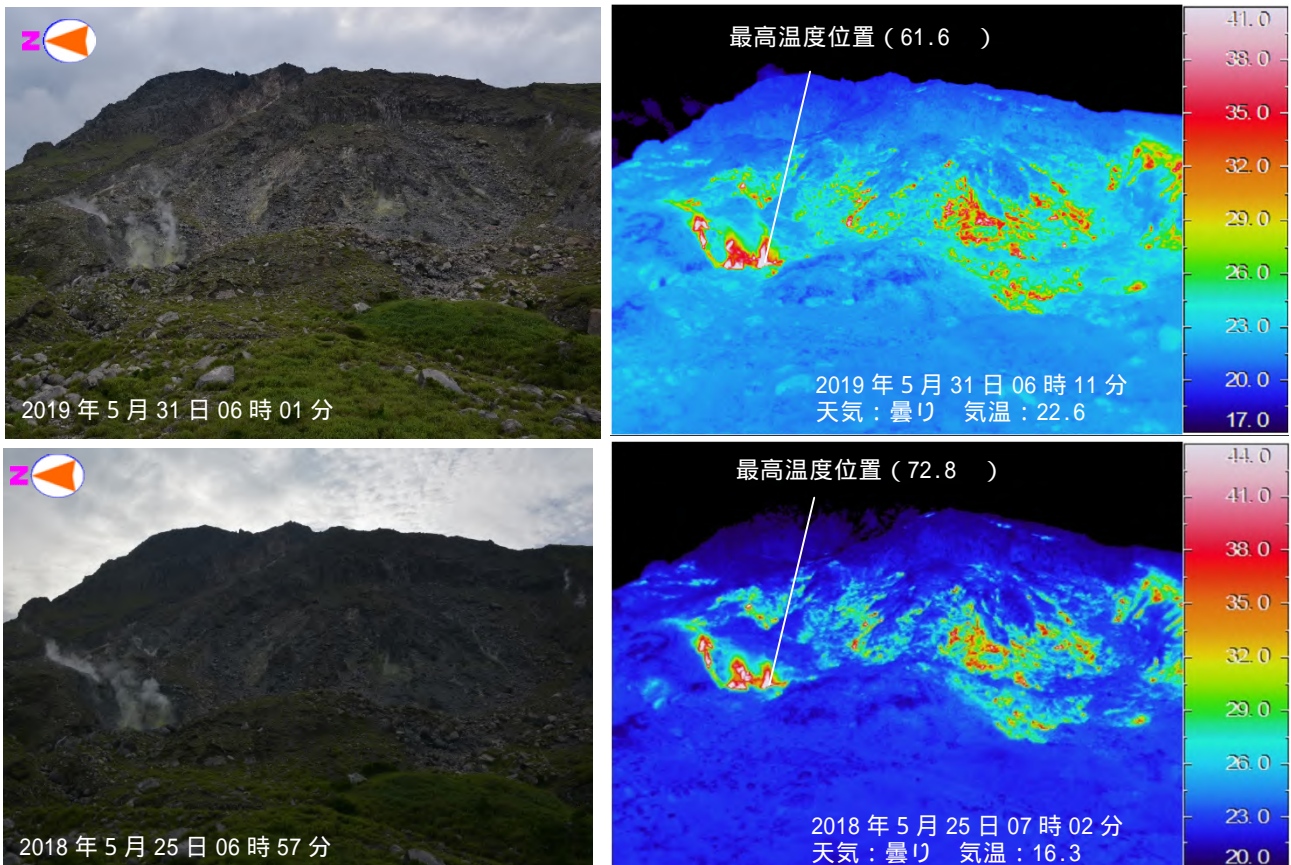 N
2019年5月31日06時01分
最高温度位置(61.6 )
2019年5月31日06時11分
天気:曇り 気温:22.6
41.0
38.0
35.0
32.0
29.0
26.0
23.0
20.0
17.0
N
2018年5月25日06時57分
最高温度位置(72.8 )
2018年5月25日07時02分
天気:曇り 気温:16.3
44.0
41.0
38.0
35.0
32.0
29.0
26.0
23.0
20.0